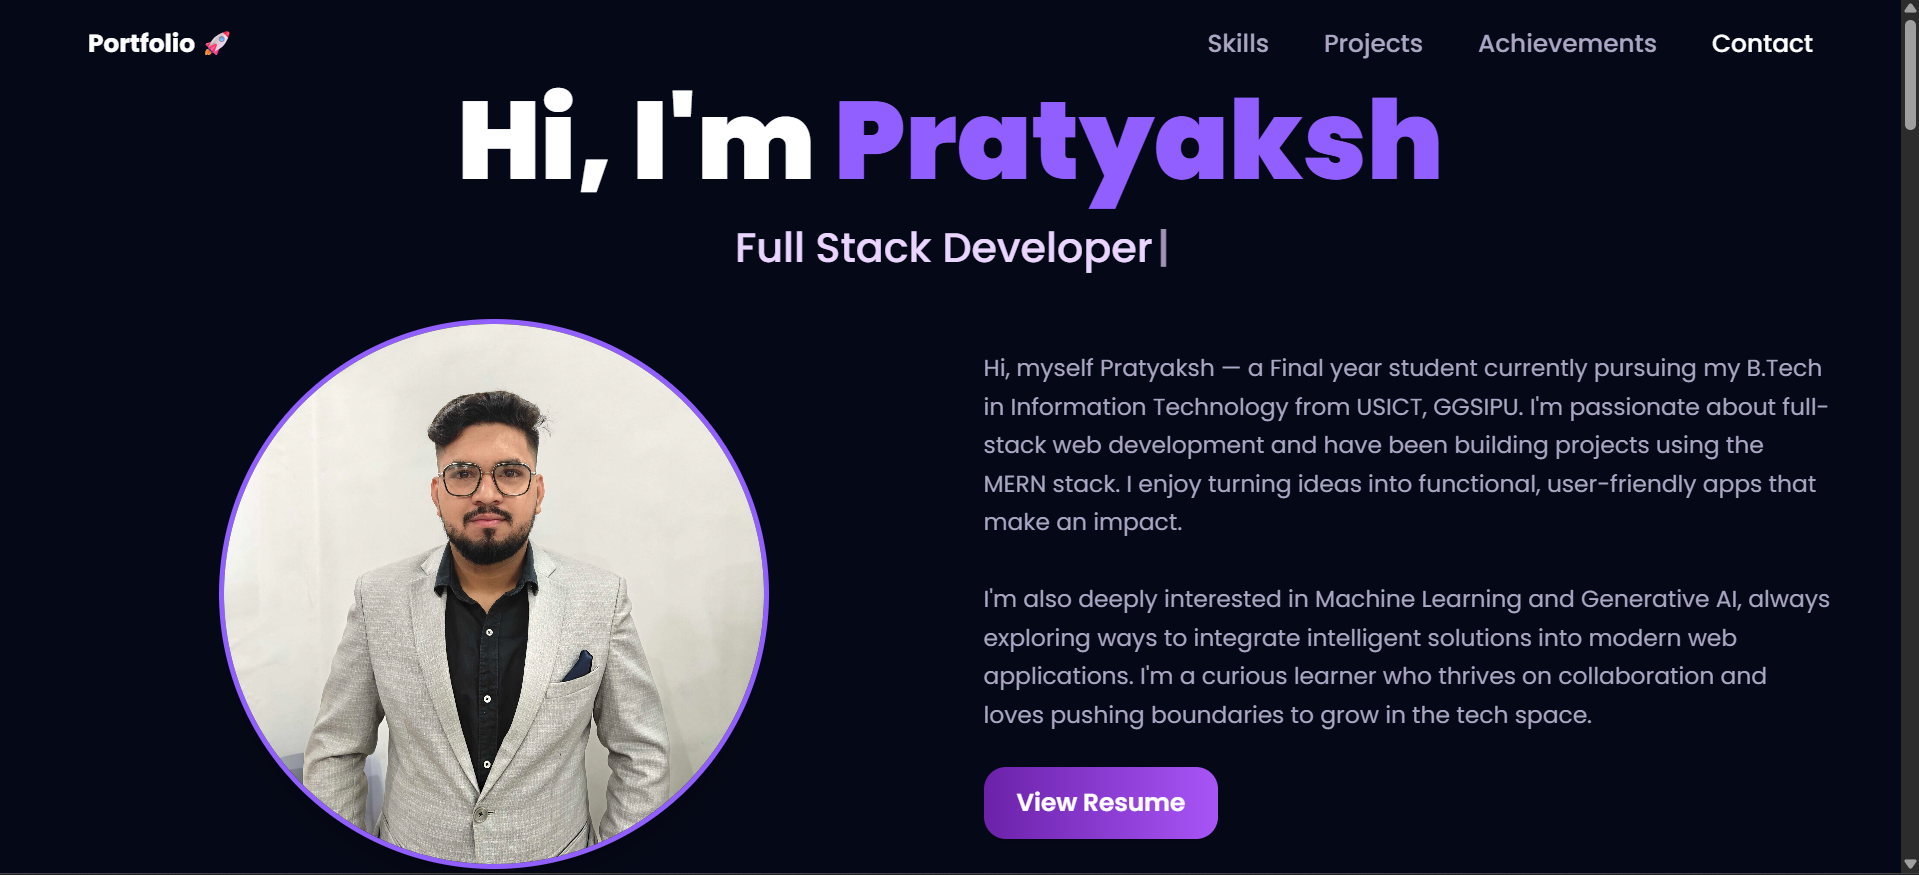 Portfolio 🚀
Skills Projects Achievements Contact
Hi, I'm Pratyaksh
Full Stack Developer|
Hi, myself Pratyaksh — a Final year student currently pursuing my B.Tech
in Information Technology from USICT, GGSIPU. I'm passionate about full-
stack web development and have been building projects using the
MERN stack. I enjoy turning ideas into functional, user-friendly apps that
make an impact.
I'm also deeply interested in Machine Learning and Generative AI, always
exploring ways to integrate intelligent solutions into modern web
applications. I'm a curious learner who thrives on collaboration and
loves pushing boundaries to grow in the tech space.
View Resume